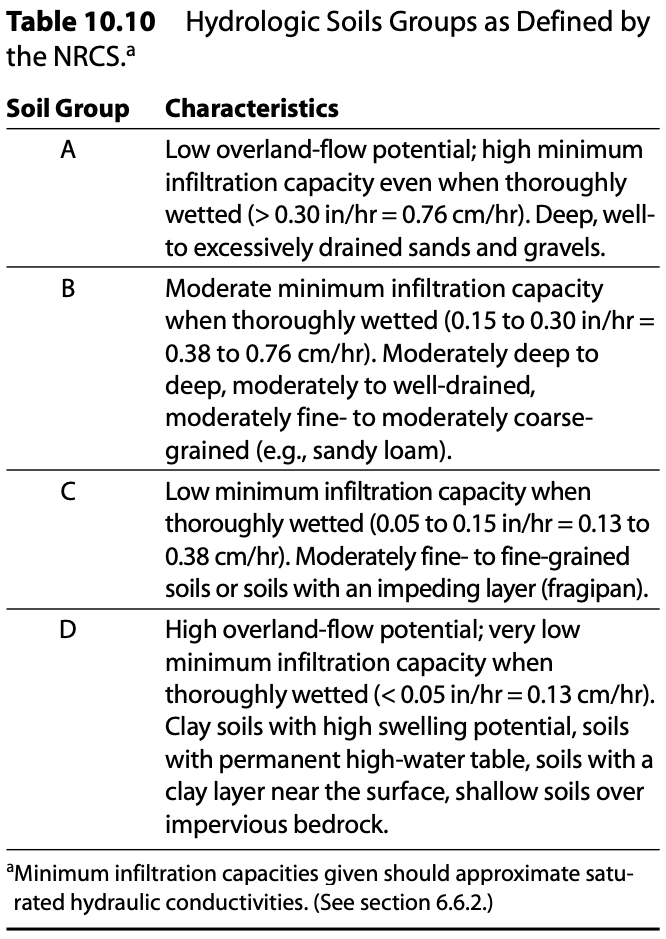 Table 10.10 Hydrologic Soils Groups as Defined by
the NRCS.a
Soil Group Characteristics
A Low overland-flow potential; high minimum
infiltration capacity even when thoroughly
wetted (> 0.30 in/hr = 0.76 cm/hr). Deep, well-
to excessively drained sands and gravels.
B Moderate minimum infiltration capacity
when thoroughly wetted (0.15 to 0.30 in/hr =
0.38 to 0.76 cm/hr). Moderately deep to
deep, moderately to well-drained,
moderately fine- to moderately coarse-
grained (e.g., sandy loam).
C Low minimum infiltration capacity when
thoroughly wetted (0.05 to 0.15 in/hr = 0.13 to
0.38 cm/hr). Moderately fine- to fine-grained
soils or soils with an impeding layer (fragipan).
D High overland-flow potential; very low
minimum infiltration capacity when
thoroughly wetted (< 0.05 in/hr = 0.13 cm/hr).
Clay soils with high swelling potential, soils
with permanent high-water table, soils with a
clay layer near the surface, shallow soils over
impervious bedrock.
aMinimum infiltration capacities given should approximate satu-
rated hydraulic conductivities. (See section 6.6.2.)